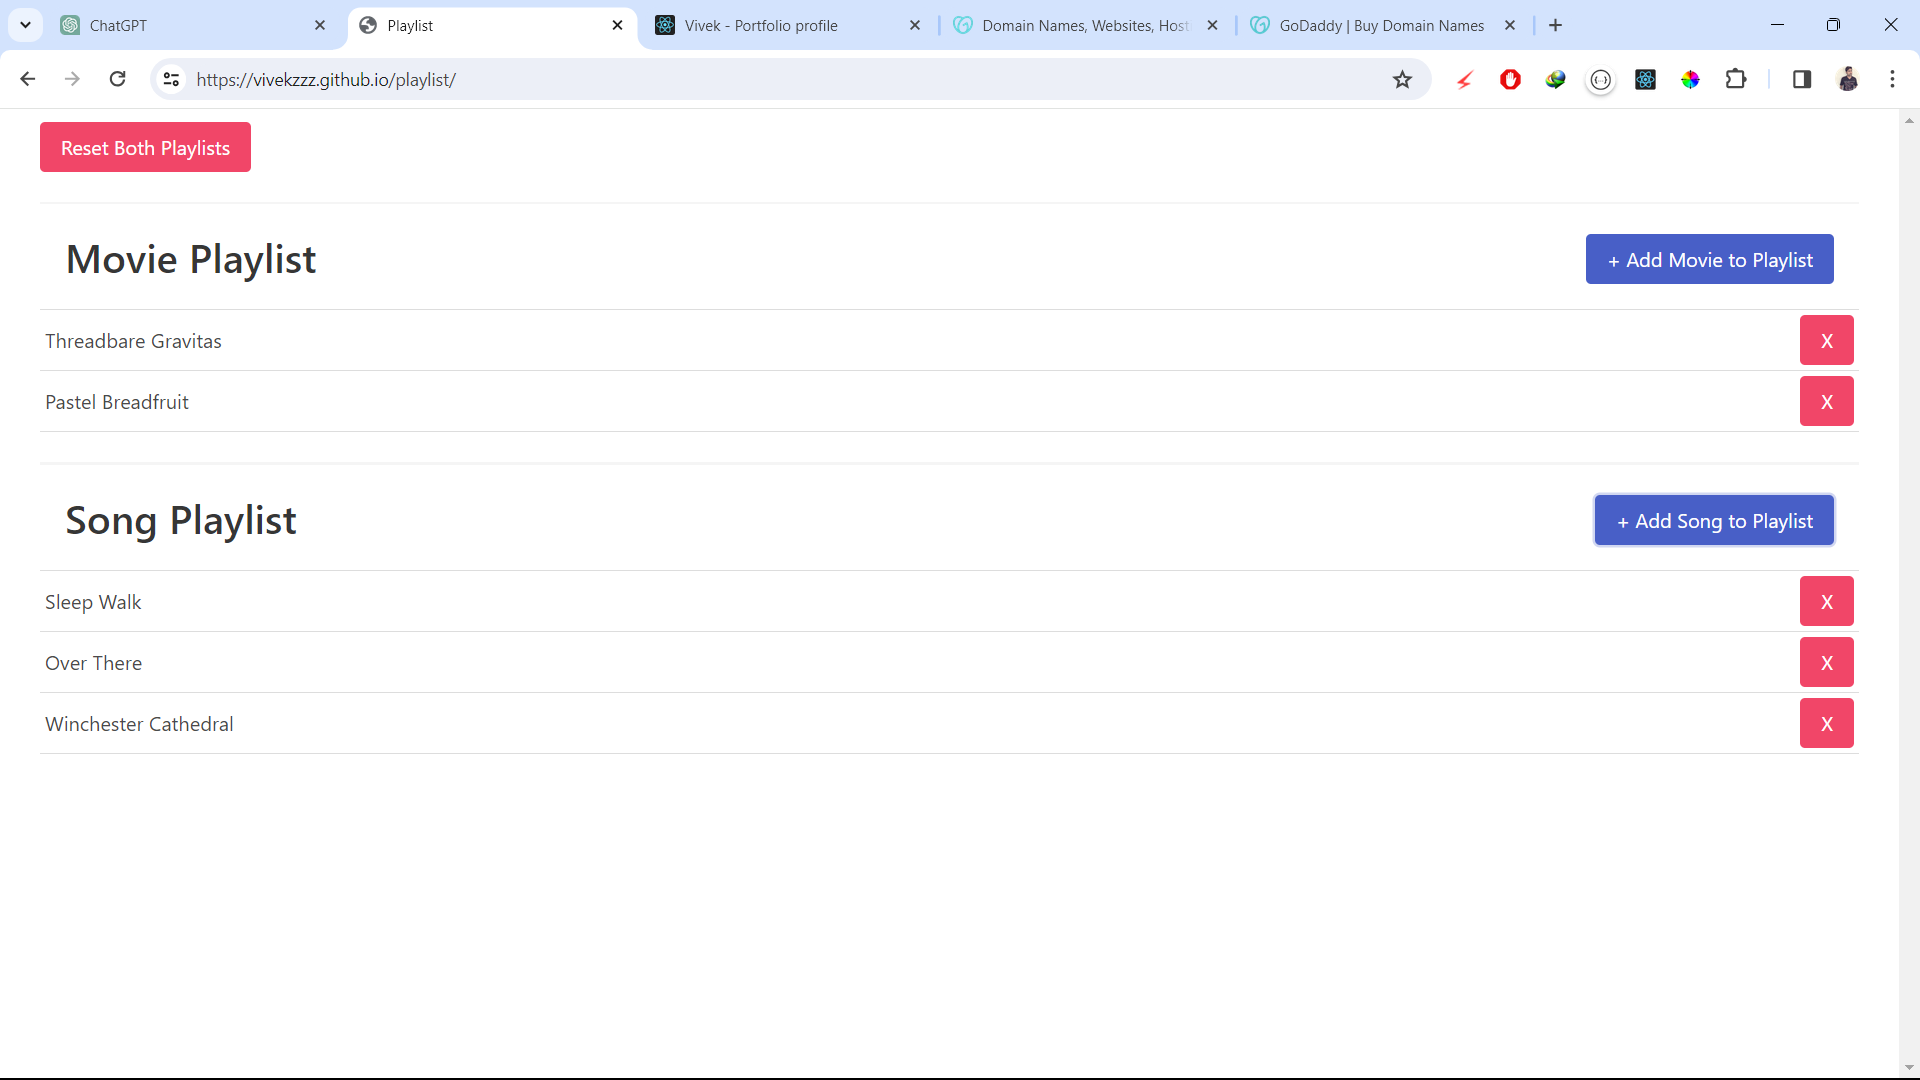 ChatGPT
Playlist
Vivek - Portfolio profile
Domain Names, Websites, Host
GoDaddy | Buy Domain Names
https://vivekzzz.github.io/playlist/
Reset Both Playlists
Movie Playlist
+ Add Movie to Playlist
Threadbare Gravitas
X
Pastel Breadfruit
X
Song Playlist
+ Add Song to Playlist
Sleep Walk
X
Over There
X
Winchester Cathedral
X